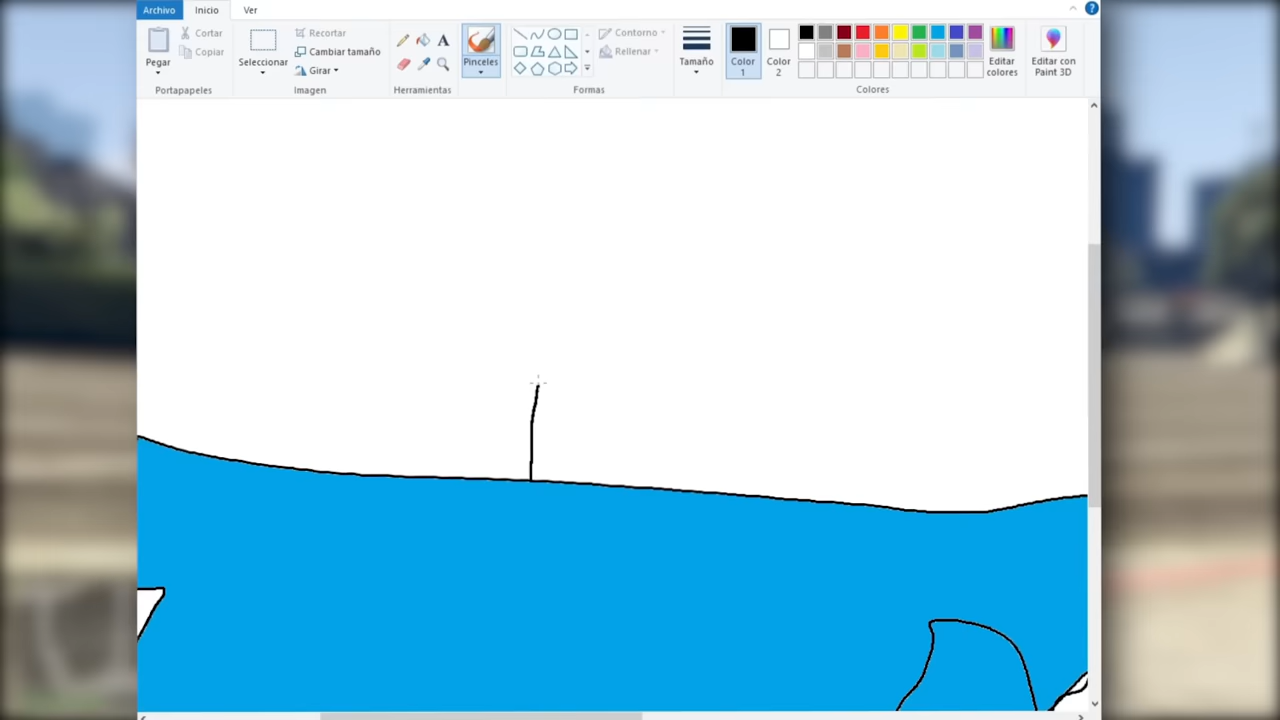 Archivo Inicio Ver
Pegar
Cortar
Copiar
Portapapeles
Seleccionar
Recortar
Cambiar tamaño
Girar
Imagen
A
Herramientas
Pinceles
Contorno
Rellenar
Formas
Tamaño
Color
1
Color
2
Editar
colores
Colores
Editar con
Paint 3D
?